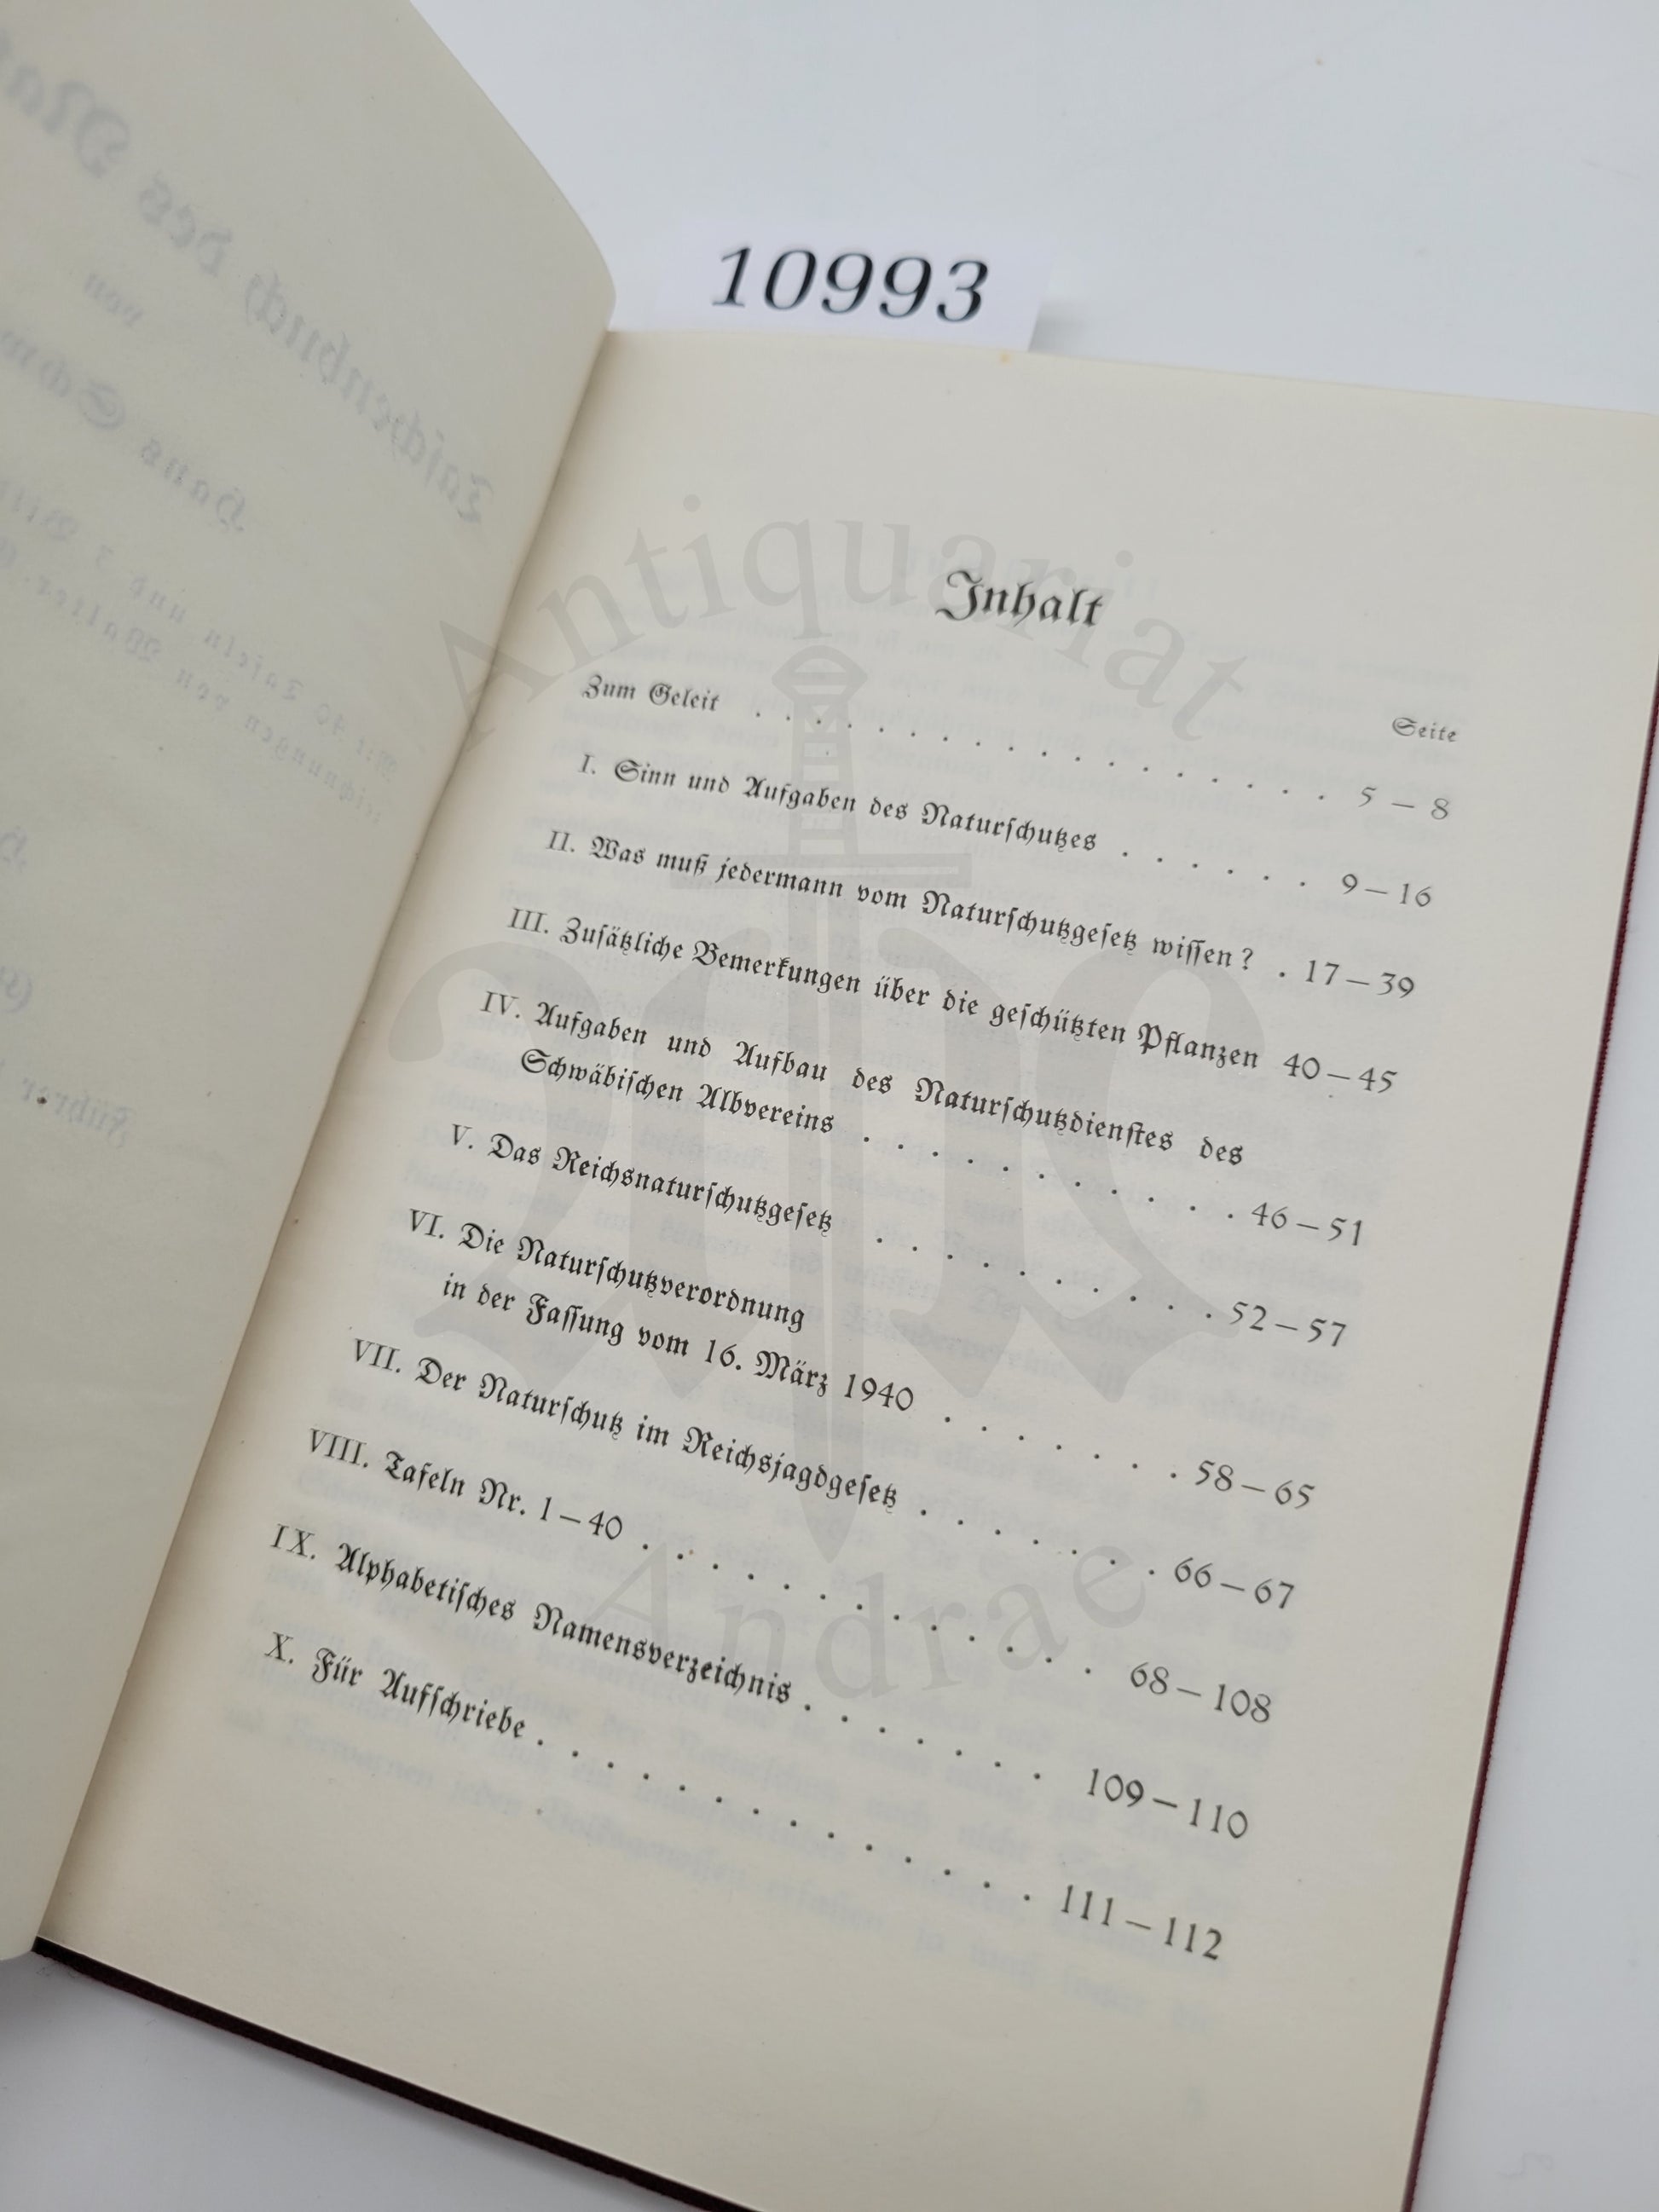 10993
Antiquariat
Inhalt
Seite
Zum Geleit . . . . . . . . . . . . . . . . . . 5 – 8
I. Sinn und Aufgaben des Naturſchutzes . . . . . . 9 – 16
II. Was muß jedermann vom Naturſchutzgeſetz wiſſen? . 17 – 39
III. Zuſätzliche Bemerkungen über die geſchützten Pflanzen 40 – 45
IV. Aufgaben und Aufbau des Naturſchutzdienſtes des
Schwäbiſchen Albvereins . . . . . . . . . . . 46 – 51
V. Das Reichsnaturſchutzgeſetz . . . . . . . . . . 52 – 57
VI. Die Naturſchutzverordnung
in der Faſſung vom 16. März 1940 . . . . . . . 58 – 65
VII. Der Naturſchutz im Reichsjagdgeſetz . . . . . . . 66 – 67
VIII. Tafeln Nr. 1 – 40 . . . . . . . . . . . . . 68 – 108
IX. Alphabetiſches Namensverzeichnis . . . . . . . 109 – 110
X. Für Aufſchriebe . . . . . . . . . . . . . . 111 – 112
Andrae
Taſchenbuch des
von
Hans